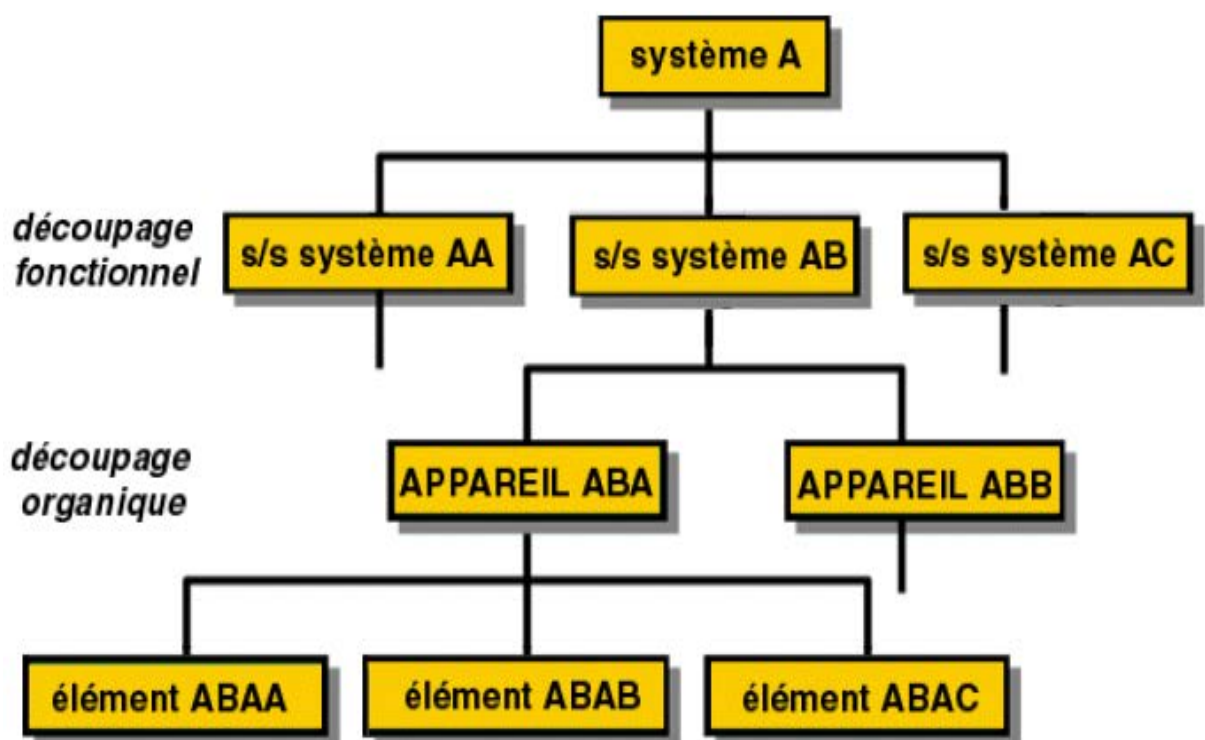 système A
découpage
fonctionnel
s/s système AA
s/s système AB
s/s système AC
découpage
organique
APPAREIL ABA
APPAREIL ABB
élément ABAA
élément ABAB
élément ABAC